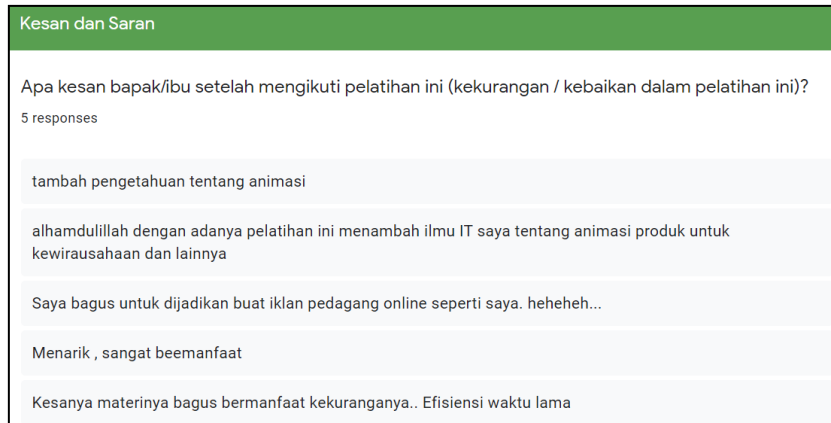 Kesan dan Saran
Apa kesan bapak/ibu setelah mengikuti pelatihan ini (kekurangan / kebaikan dalam pelatihan ini)?
5 responses
tambah pengetahuan tentang animasi
alhamdulillah dengan adanya pelatihan ini menambah ilmu IT saya tentang animasi produk untuk
kewirausahaan dan lainnya
Saya bagus untuk dijadikan buat iklan pedagang online seperti saya. heheheh...
Menarik , sangat beemanfaat
Kesanya materinya bagus bermanfaat kekuranganya.. Efisiensi waktu lama